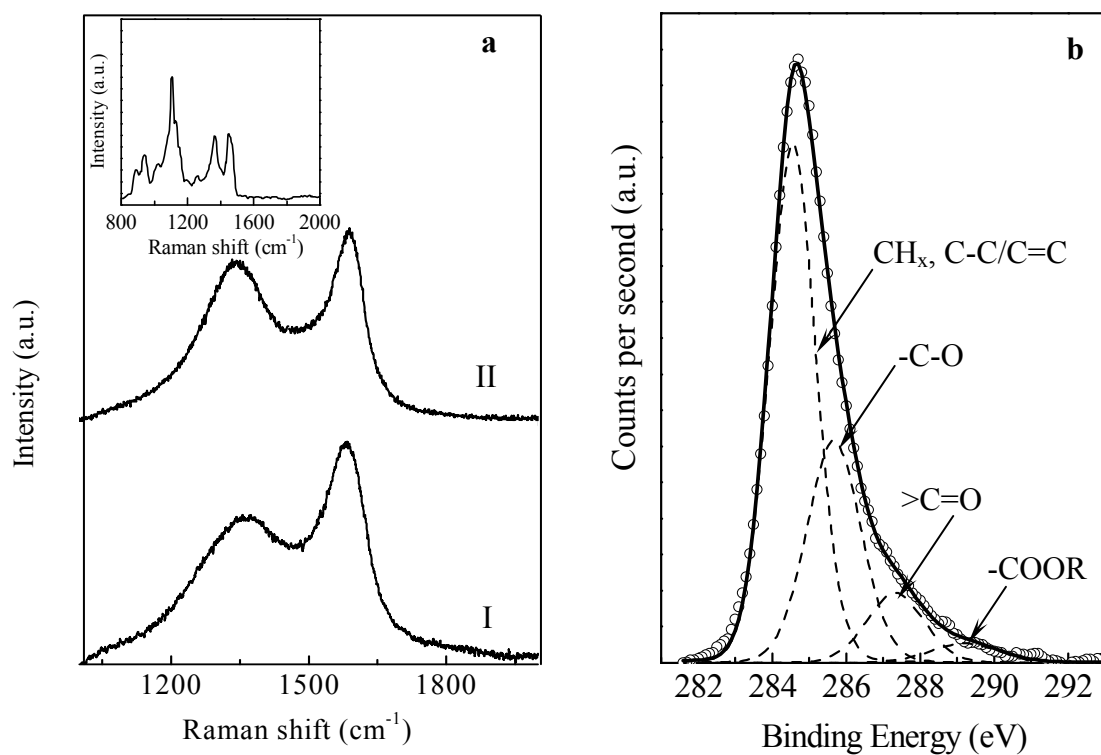 a
Intensity (a.u.)
800 1200 1600 2000
Raman shift (cm⁻¹)
II
I
Intensity (a.u.)
1200 1500 1800
Raman shift (cm⁻¹)
b
Counts per second (a.u.)
CHₓ, C-C/C=C
-C-O
>C=O
-COOR
282 284 286 288 290 292
Binding Energy (eV)